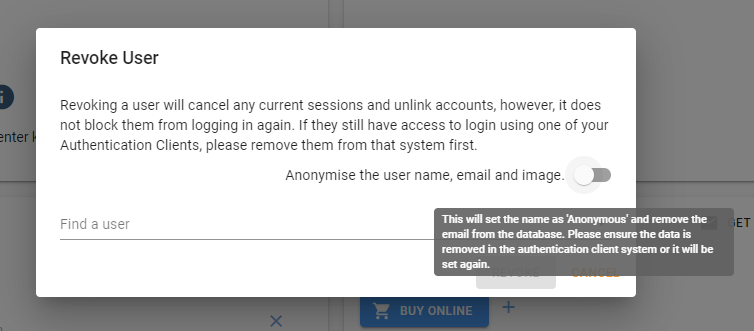 Revoke User
Revoking a user will cancel any current sessions and unlink accounts, however, it does
not block them from logging in again. If they still have access to login using one of your
Authentication Clients, please remove them from that system first.
enter
Anonymise the user name, email and image.
Find a user
This will set the name as 'Anonymous' and remove the
email from the database. Please ensure the data is
removed in the authentication client system or it will be
set again.
GET
REVOKE
CANCEL
BUY ONLINE